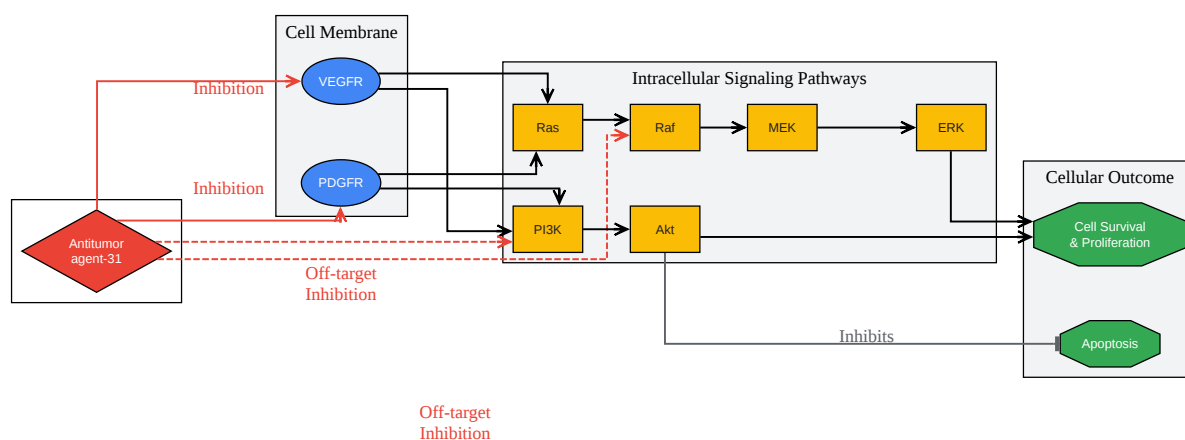 Cell Membrane
VEGFR
Inhibition
PDGFR
Inhibition
Antitumor
agent-31
Off-target
Inhibition
Intracellular Signaling Pathways
Ras
Raf
MEK
ERK
PI3K
Akt
Cellular Outcome
Cell Survival
& Proliferation
Inhibits
Apoptosis
Off-target
Inhibition